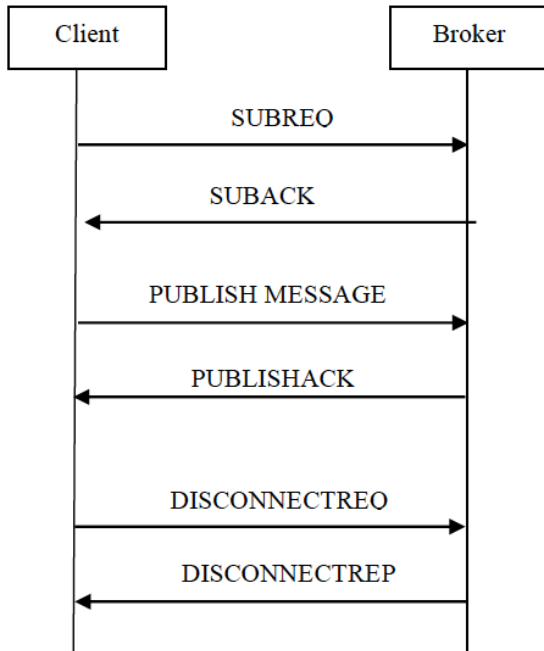 Client
Broker
SUBREQ
SUBACK
PUBLISH MESSAGE
PUBLISHACK
DISCONNECTREQ
DISCONNECTREP